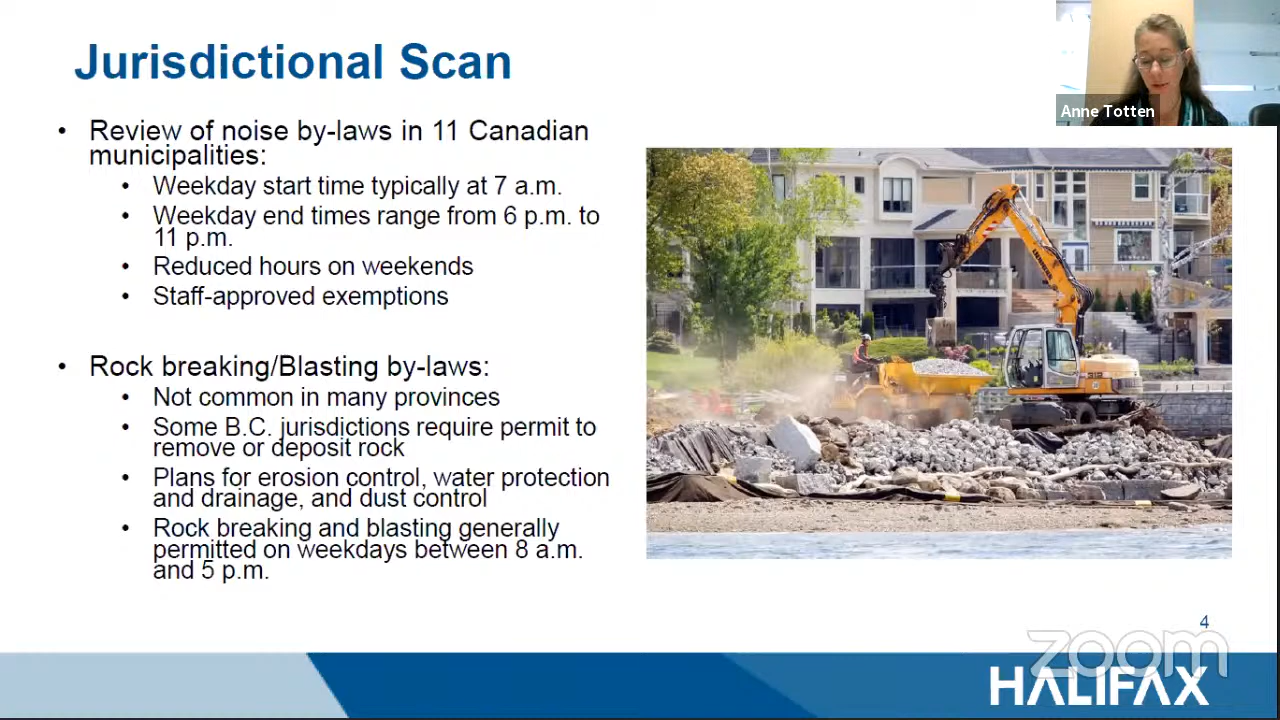 Jurisdictional Scan
Anne Totten
• Review of noise by-laws in 11 Canadian
municipalities:
• Weekday start time typically at 7 a.m.
• Weekday end times range from 6 p.m. to
11 p.m.
• Reduced hours on weekends
• Staff-approved exemptions
• Rock breaking/Blasting by-laws:
• Not common in many provinces
• Some B.C. jurisdictions require permit to
remove or deposit rock
• Plans for erosion control, water protection
and drainage, and dust control
• Rock breaking and blasting generally
permitted on weekdays between 8 a.m.
and 5 p.m.
4
zoom
HALIFAX